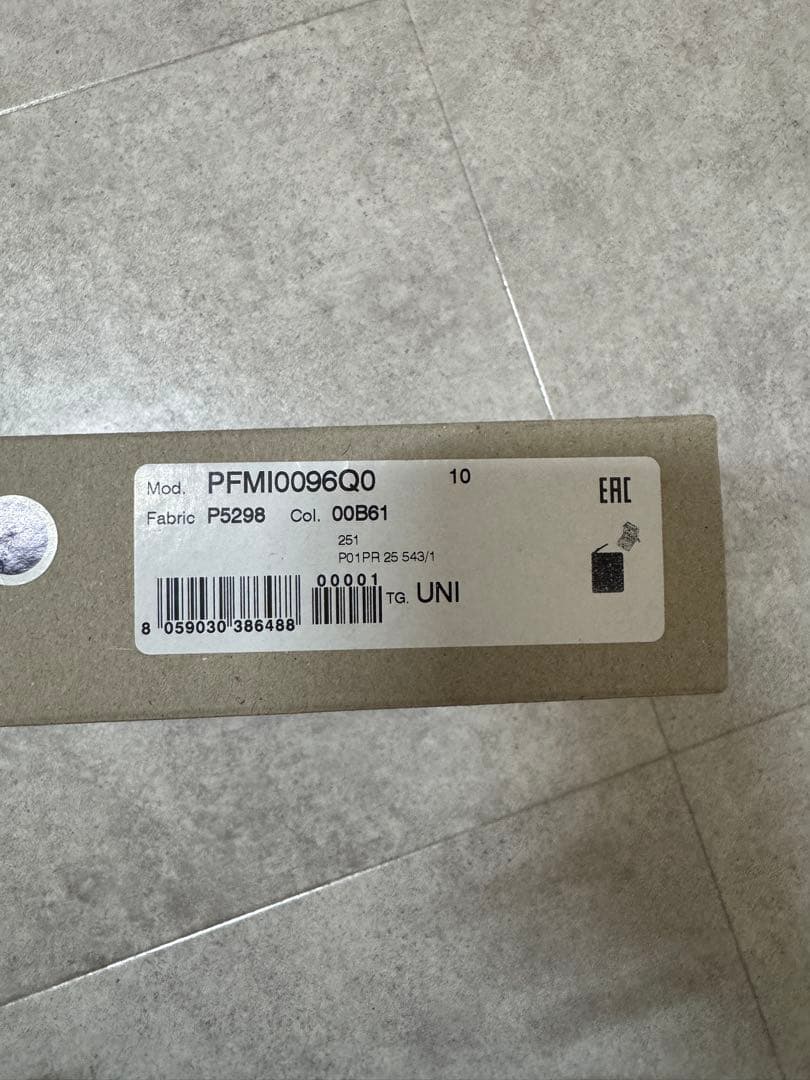 Mod. PFMI0096Q0 10
EAC
Fabric P5298 Col. 00B61
251
P01PR 25 543/1
00001
TG. UNI
8 059030 386488